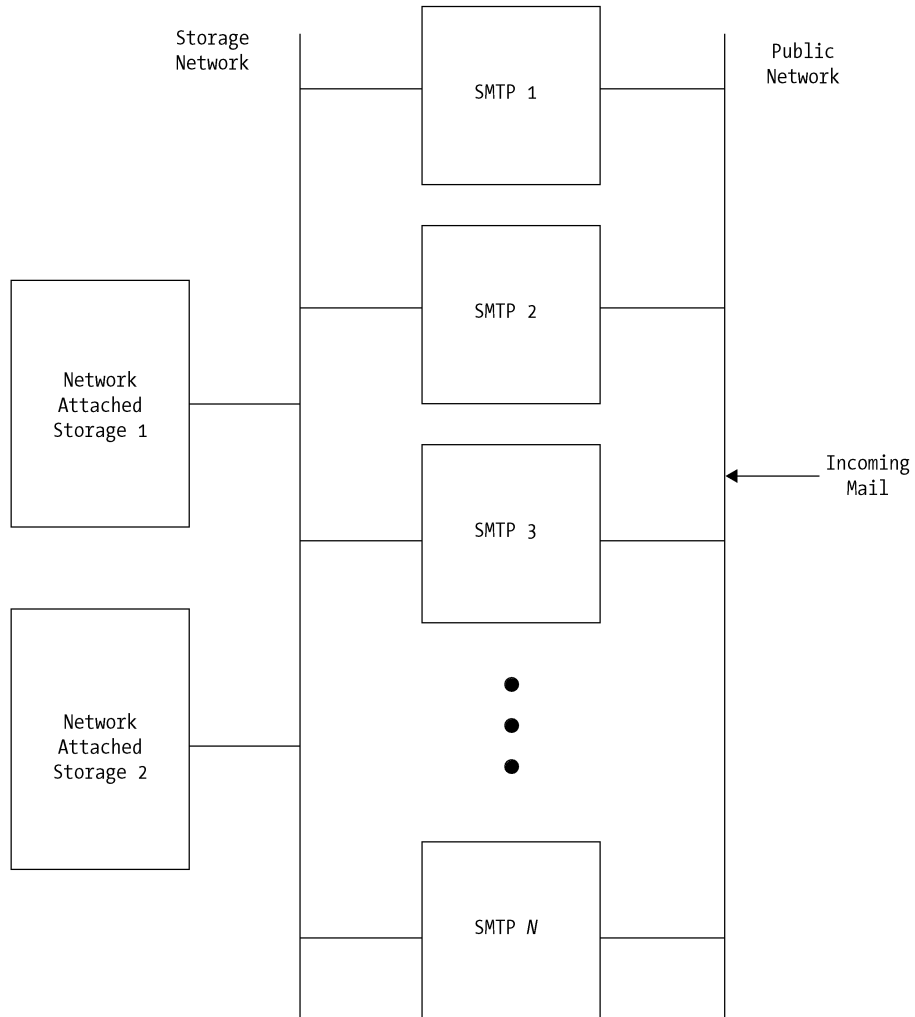 Storage
Network
SMTP 1
Public
Network
SMTP 2
Network
Attached
Storage 1
Incoming
Mail
SMTP 3
Network
Attached
Storage 2
SMTP N